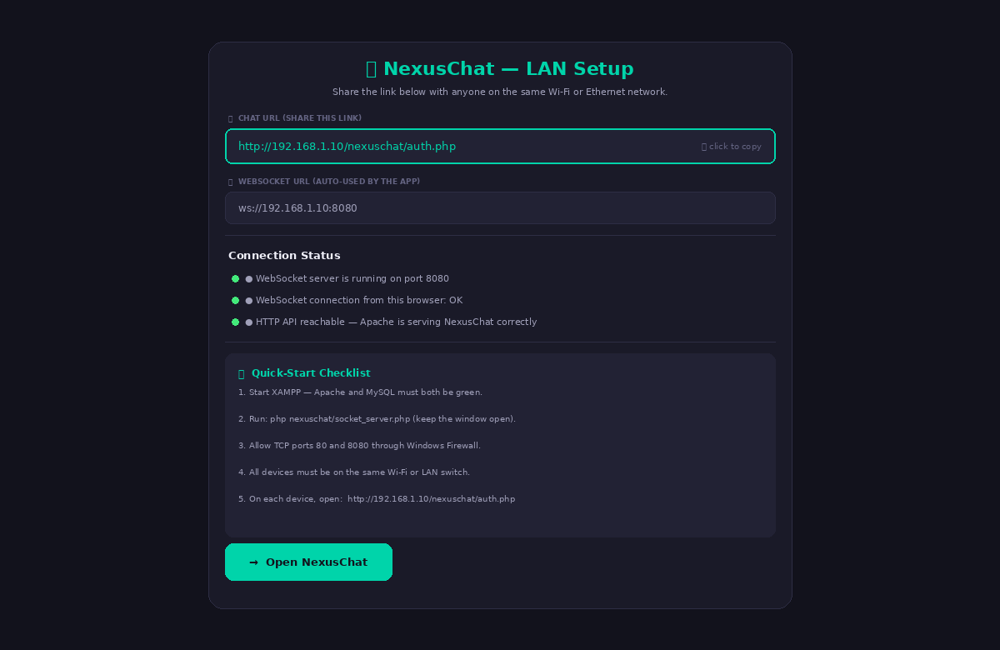 NexusChat — LAN Setup
Share the link below with anyone on the same Wi-Fi or Ethernet network.
CHAT URL (SHARE THIS LINK)
http://192.168.1.10/nexuschat/auth.php click to copy
WEBSOCKET URL (AUTO-USED BY THE APP)
ws://192.168.1.10:8080
Connection Status
● WebSocket server is running on port 8080
● WebSocket connection from this browser: OK
● HTTP API reachable — Apache is serving NexusChat correctly
Quick-Start Checklist
1. Start XAMPP — Apache and MySQL must both be green.
2. Run: php nexuschat/socket_server.php (keep the window open).
3. Allow TCP ports 80 and 8080 through Windows Firewall.
4. All devices must be on the same Wi-Fi or LAN switch.
5. On each device, open: http://192.168.1.10/nexuschat/auth.php
→ Open NexusChat